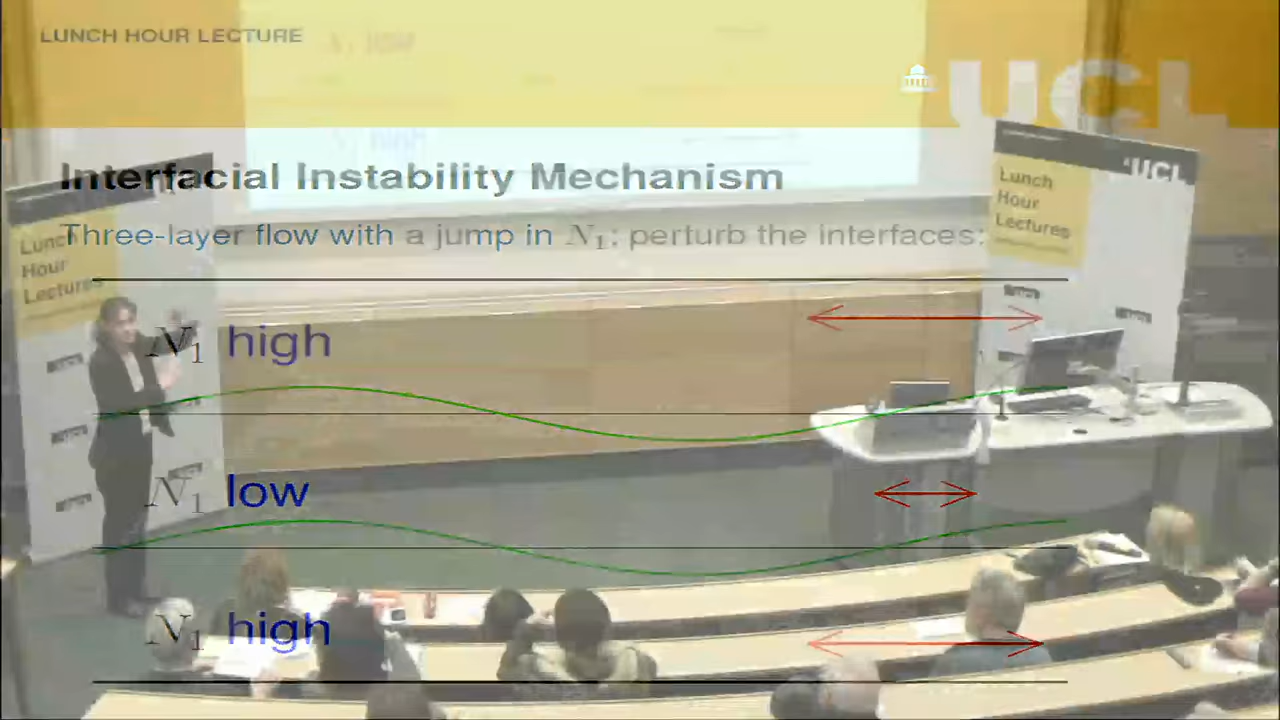 LUNCH HOUR LECTURE
UCL
Interfacial Instability Mechanism
Three-layer flow with a jump in N₁; perturb the interfaces:
N₁ high
N₁ low
N₁ high
Lunch
Hour
Lectures
UCL
Lunch
Hour
Lectures